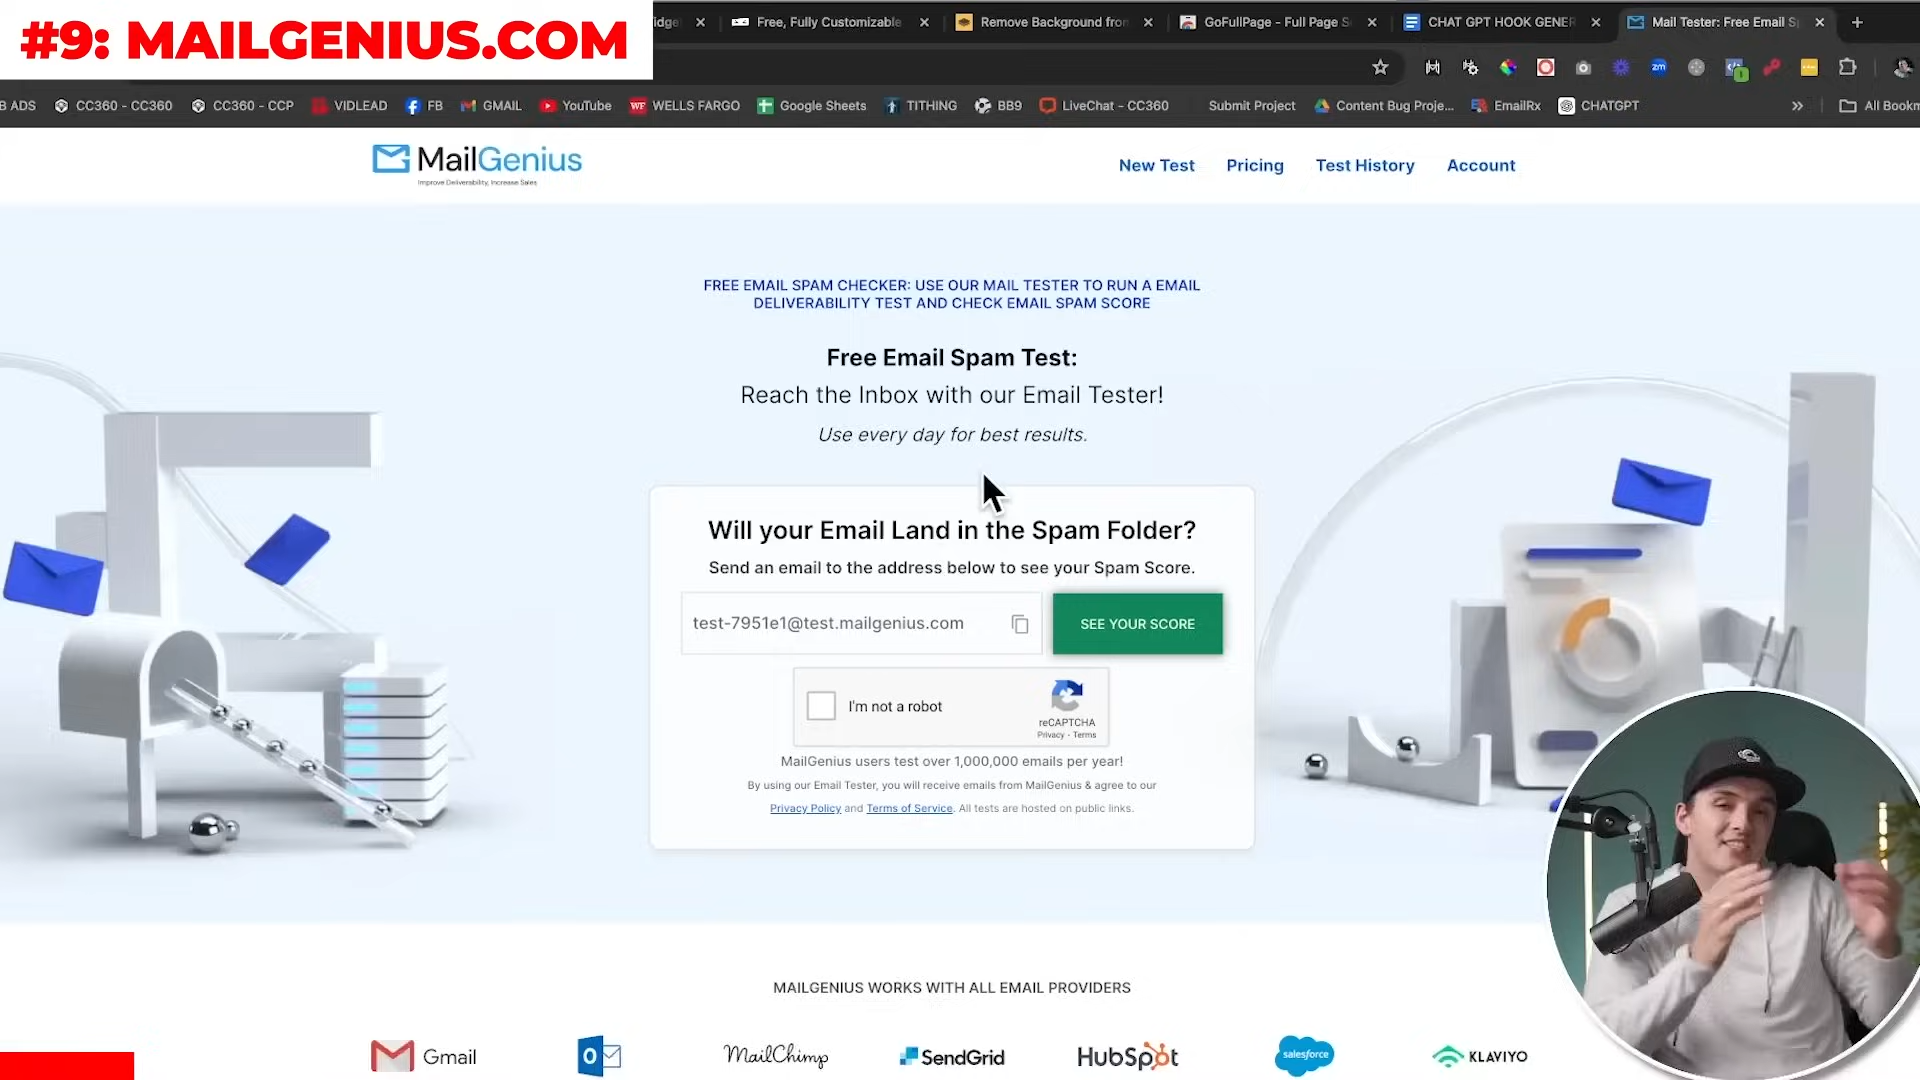 #9: MAILGENIUS.COM
idge
Free, Fully Customizable
Remove Background from
GoFullPage - Full Page S
CHAT GPT HOOK GENER
Mail Tester: Free Email Sp
B ADS
CC360 - CC360
CC360 - CCP
VIDLEAD
FB
GMAIL
YouTube
WF
WELLS FARGO
Google Sheets
TITHING
BB9
LiveChat - CC360
Submit Project
Content Bug Proje...
EmailRx
CHATGPT
»
All Bookm
zm
MailGenius
Improve Deliverability, Increase Sales
New Test
Pricing
Test History
Account
FREE EMAIL SPAM CHECKER: USE OUR MAIL TESTER TO RUN A EMAIL
DELIVERABILITY TEST AND CHECK EMAIL SPAM SCORE
Free Email Spam Test:
Reach the Inbox with our Email Tester!
Use every day for best results.
Will your Email Land in the Spam Folder?
Send an email to the address below to see your Spam Score.
test-7951e1@test.mailgenius.com
SEE YOUR SCORE
I'm not a robot
reCAPTCHA
Privacy - Terms
MailGenius users test over 1,000,000 emails per year!
By using our Email Tester, you will receive emails from MailGenius & agree to our
Privacy Policy and Terms of Service. All tests are hosted on public links.
MAILGENIUS WORKS WITH ALL EMAIL PROVIDERS
Gmail
MailChimp
SendGrid
HubSpot
salesforce
KLAVIYO